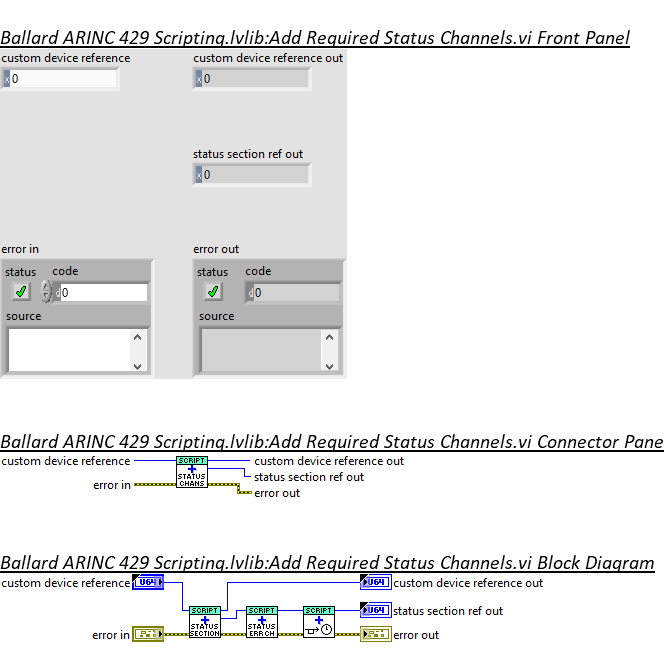 Ballard ARINC 429 Scripting.lvlib:Add Required Status Channels.vi Front Panel
custom device reference
custom device reference out
x 0
x 0
status section ref out
x 0
error in
error out
status code
status code
d 0
d 0
source
source
Ballard ARINC 429 Scripting.lvlib:Add Required Status Channels.vi Connector Pane
custom device reference
SCRIPT
STATUS
CHANS
custom device reference out
status section ref out
error in
error out
Ballard ARINC 429 Scripting.lvlib:Add Required Status Channels.vi Block Diagram
custom device reference
U64
U64
custom device reference out
SCRIPT
STATUS
SECTION
SCRIPT
STATUS
ERR CH
SCRIPT
U64
status section ref out
error in
error out